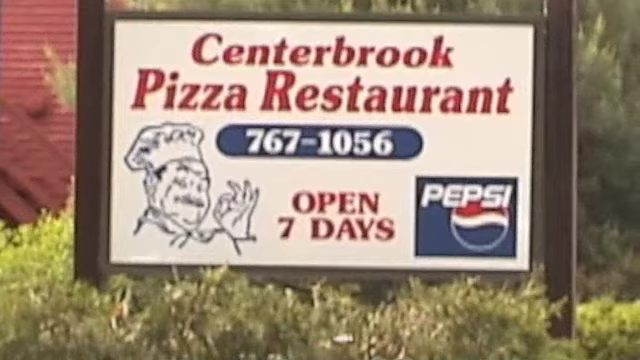 Centerbrook
Pizza Restaurant
767-1056
OPEN
7 DAYS
PEPSI